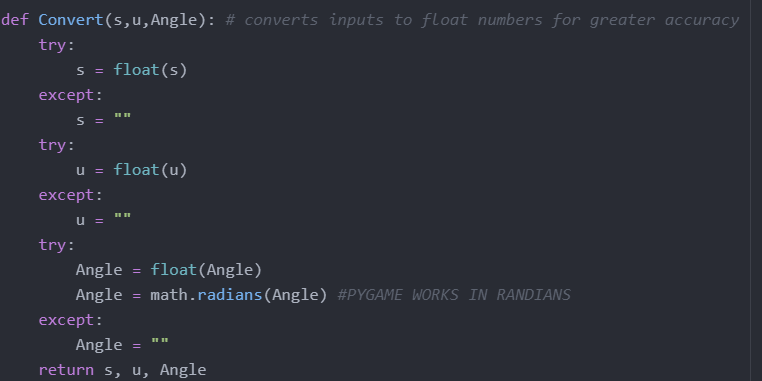 def Convert(s,u,Angle): # converts inputs to float numbers for greater accuracy
    try:
        s = float(s)
    except:
        s = ""
    try:
        u = float(u)
    except:
        u = ""
    try:
        Angle = float(Angle)
        Angle = math.radians(Angle) #PYGAME WORKS IN RANDIANS
    except:
        Angle = ""
    return s, u, Angle